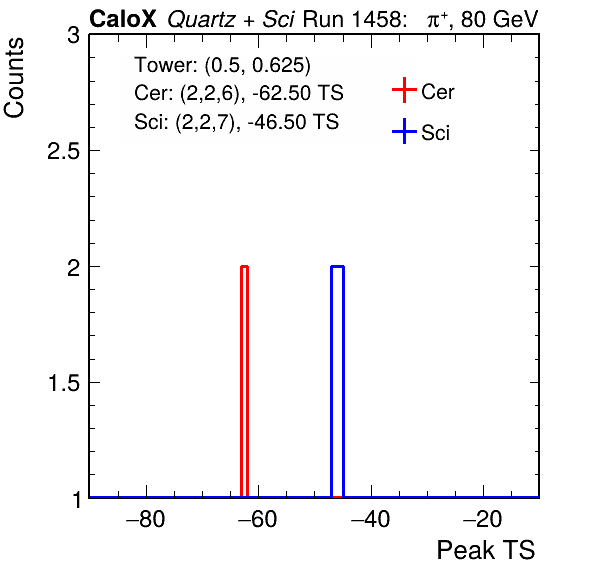 CaloX Quartz + Sci Run 1458: π⁺, 80 GeV
Counts
3
2.5
2
1.5
1
Tower: (0.5, 0.625)
Cer: (2,2,6), -62.50 TS
Sci: (2,2,7), -46.50 TS
Cer
Sci
−80 −60 −40 −20
Peak TS